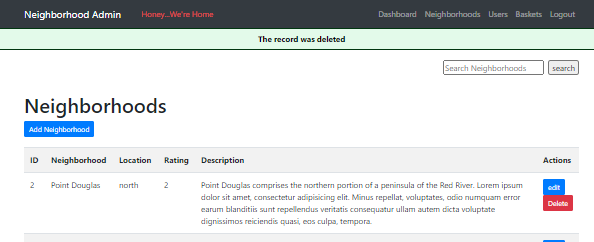 Neighborhood Admin Honey...We're Home Dashboard Neighborhoods Users Baskets Logout
The record was deleted
Search Neighborhoods search
Neighborhoods
Add Neighborhood
ID Neighborhood Location Rating Description Actions
2 Point Douglas north 2 Point Douglas comprises the northern portion of a peninsula of the Red River. Lorem ipsum edit
dolor sit amet, consectetur adipisicing elit. Minus repellat, voluptates, odio numquam error Delete
earum blanditiis sunt repellendus veritatis consequatur ullam autem dicta voluptate
dignissimos reiciendis quasi, eos culpa, tempora.